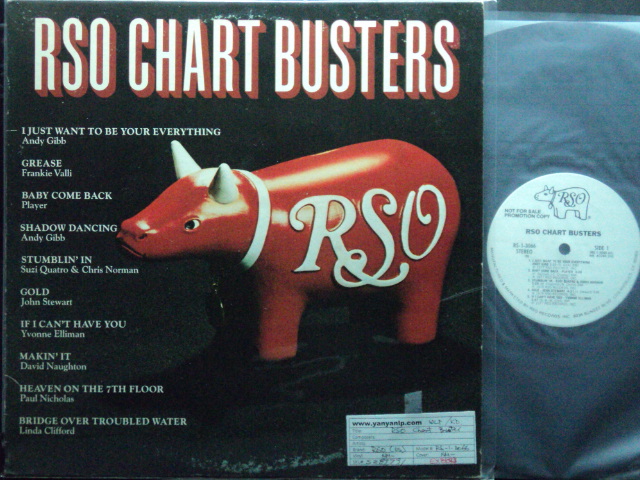 RSO CHART BUSTERS
I JUST WANT TO BE YOUR EVERYTHING
Andy Gibb
GREASE
Frankie Valli
BABY COME BACK
Player
SHADOW DANCING
Andy Gibb
STUMBLIN' IN
Suzi Quatro & Chris Norman
GOLD
John Stewart
IF I CAN'T HAVE YOU
Yvonne Elliman
MAKIN' IT
David Naughton
HEAVEN ON THE 7TH FLOOR
Paul Nicholas
BRIDGE OVER TROUBLED WATER
Linda Clifford
RSO
www.yanyanlp.com
RSO Chart
RSO
NOT FOR SALE
PROMOTION COPY
RSO CHART BUSTERS
STEREO
SIDE 1